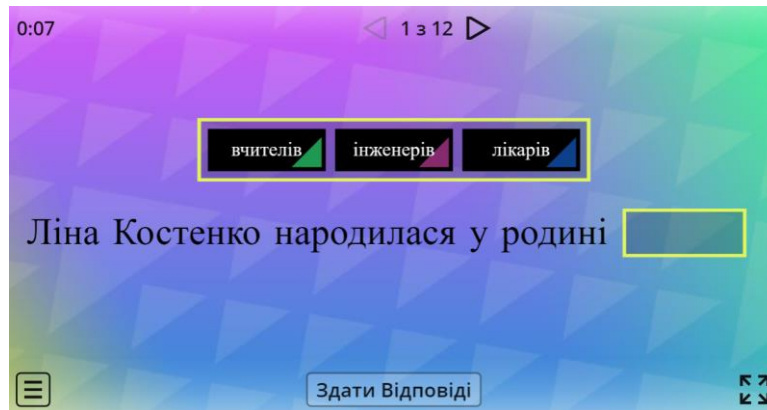 0:07
1 з 12
вчителів інженерів лікарів
Ліна Костенко народилася у родині
Здати Відповіді